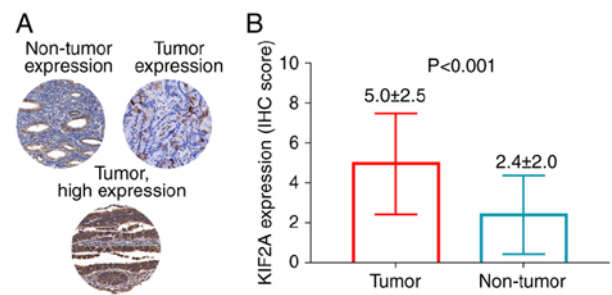 A
Non-tumor
expression
Tumor
expression
Tumor,
high expression
B
KIF2A expression (IHC score)
10
8
6
4
2
0
P<0.001
5.0±2.5
2.4±2.0
Tumor
Non-tumor